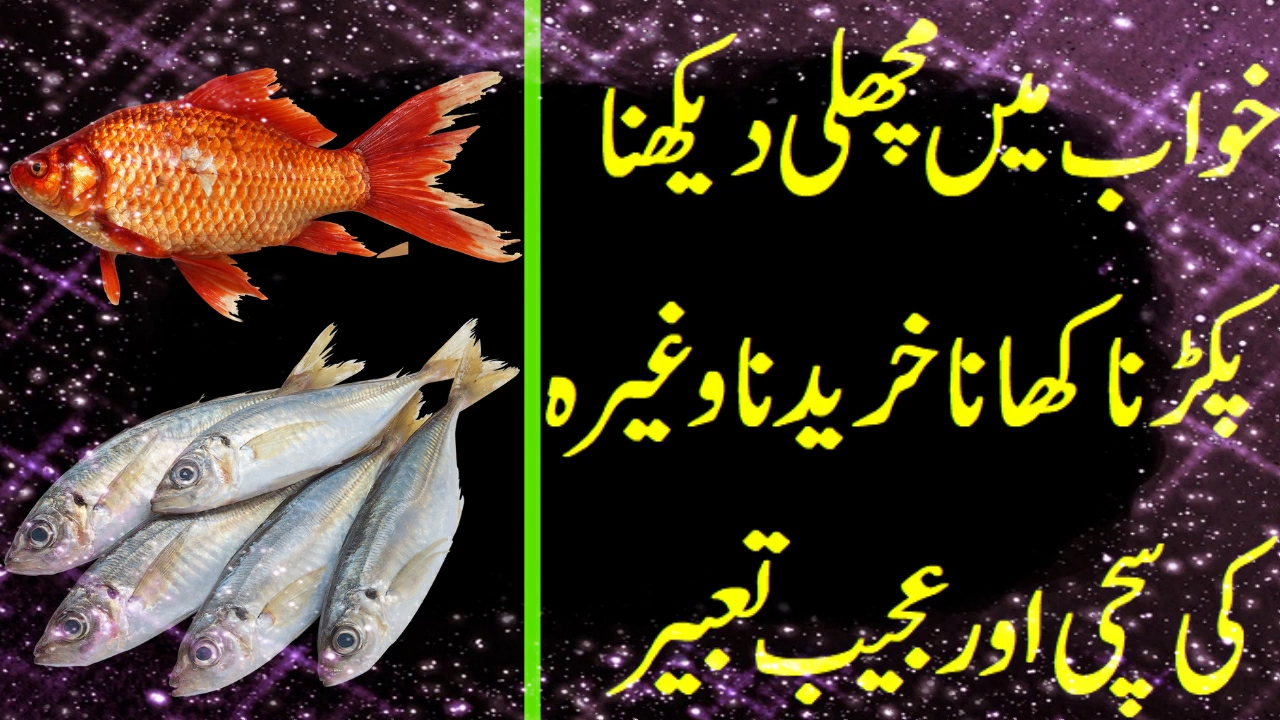 خواب میں مچھلی دیکھنا
پکڑنا کھانا خریدنا وغیرہ
کی سچی اور عجیب تعبیر